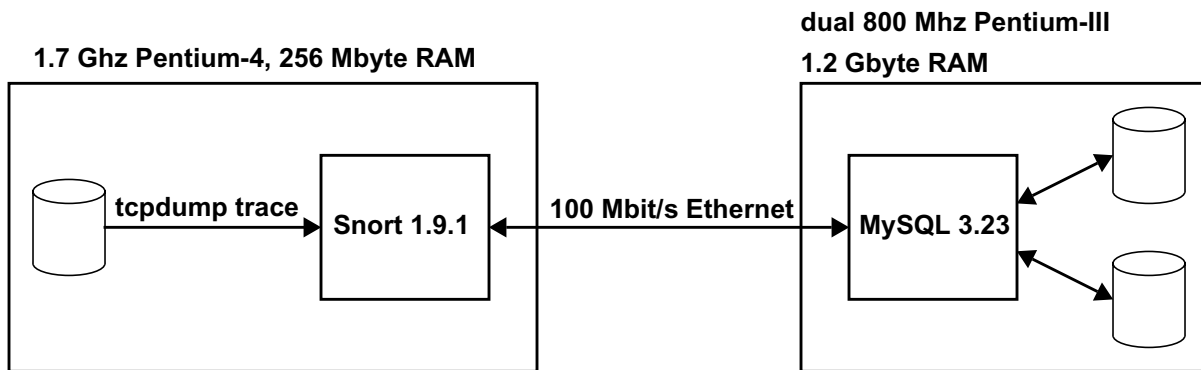 1.7 Ghz Pentium-4, 256 Mbyte RAM
dual 800 Mhz Pentium-III
1.2 Gbyte RAM
tcpdump trace
Snort 1.9.1
100 Mbit/s Ethernet
MySQL 3.23